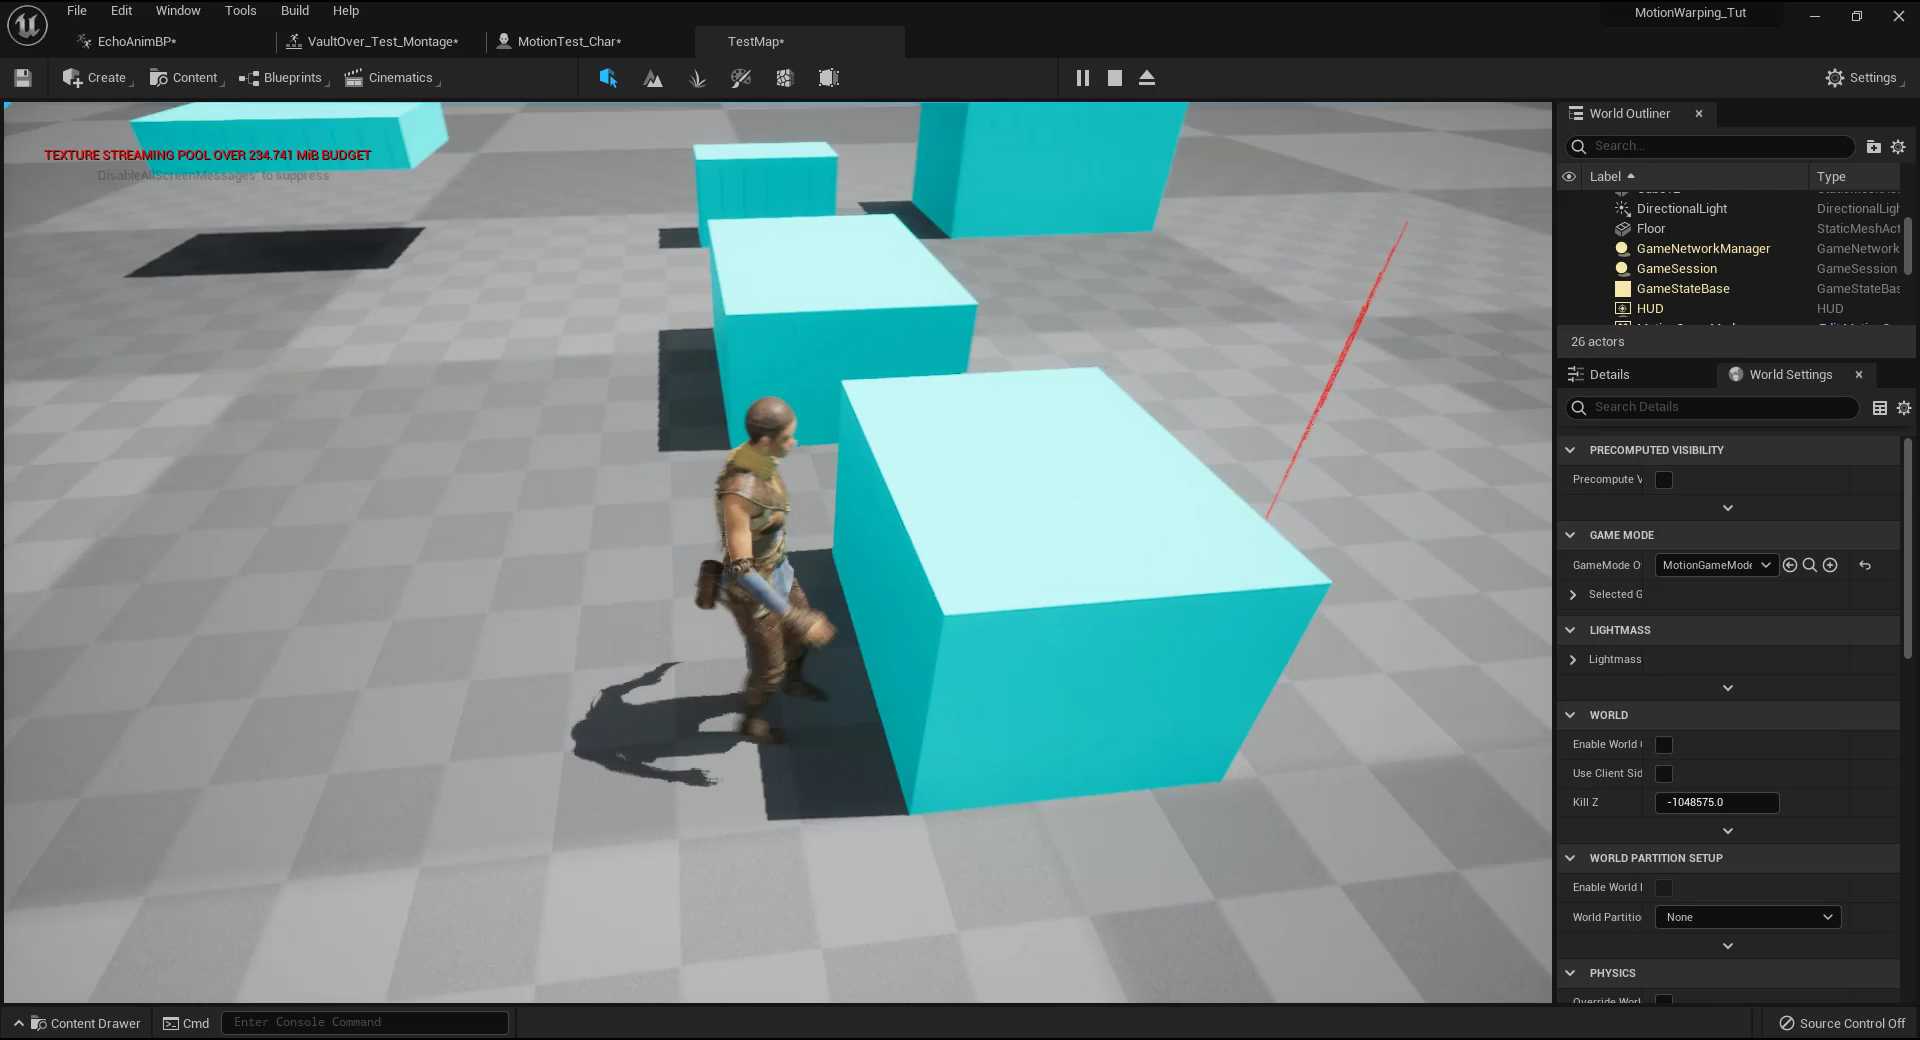 File Edit Window Tools Build Help
MotionWarping_Tut
EchoAnimBP*
VaultOver_Test_Montage*
MotionTest_Char*
TestMap*
Create
Content
Blueprints
Cinematics
Settings
TEXTURE STREAMING POOL OVER 234.741 MiB BUDGET
'DisableAllScreenMessages' to suppress
World Outliner
Search...
Label Type
DirectionalLight DirectionalLigh
Floor StaticMeshAct
GameNetworkManager GameNetwork
GameSession GameSession
GameStateBase GameStateBas
HUD HUD
26 actors
Details
World Settings
Search Details
PRECOMPUTED VISIBILITY
Precompute V
GAME MODE
GameMode O MotionGameMode
Selected G
LIGHTMASS
Lightmass
WORLD
Enable World
Use Client Sid
Kill Z -1048575.0
WORLD PARTITION SETUP
Enable World
World Partitio None
PHYSICS
Override Worl
Content Drawer
Cmd
Enter Console Command
Source Control Off